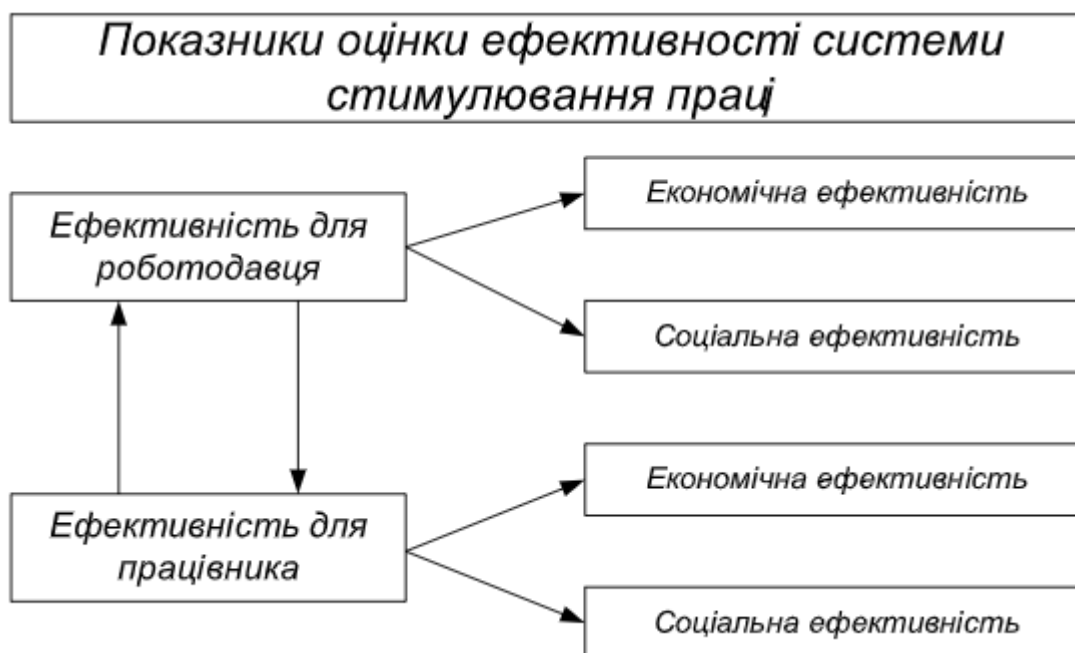 Показники оцінки ефективності системи
стимулювання праці
Ефективність для
роботодавця
Економічна ефективність
Соціальна ефективність
Ефективність для
працівника
Економічна ефективність
Соціальна ефективність